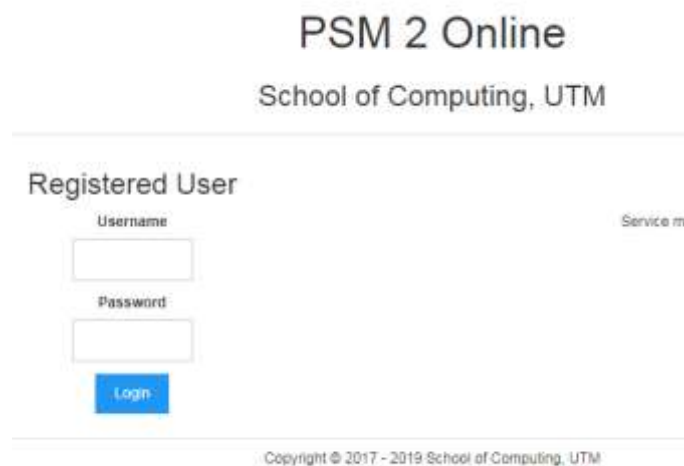 PSM 2 Online
School of Computing, UTM
Registered User
Username
Service m
Password
Login
Copyright © 2017 - 2019 School of Computing, UTM